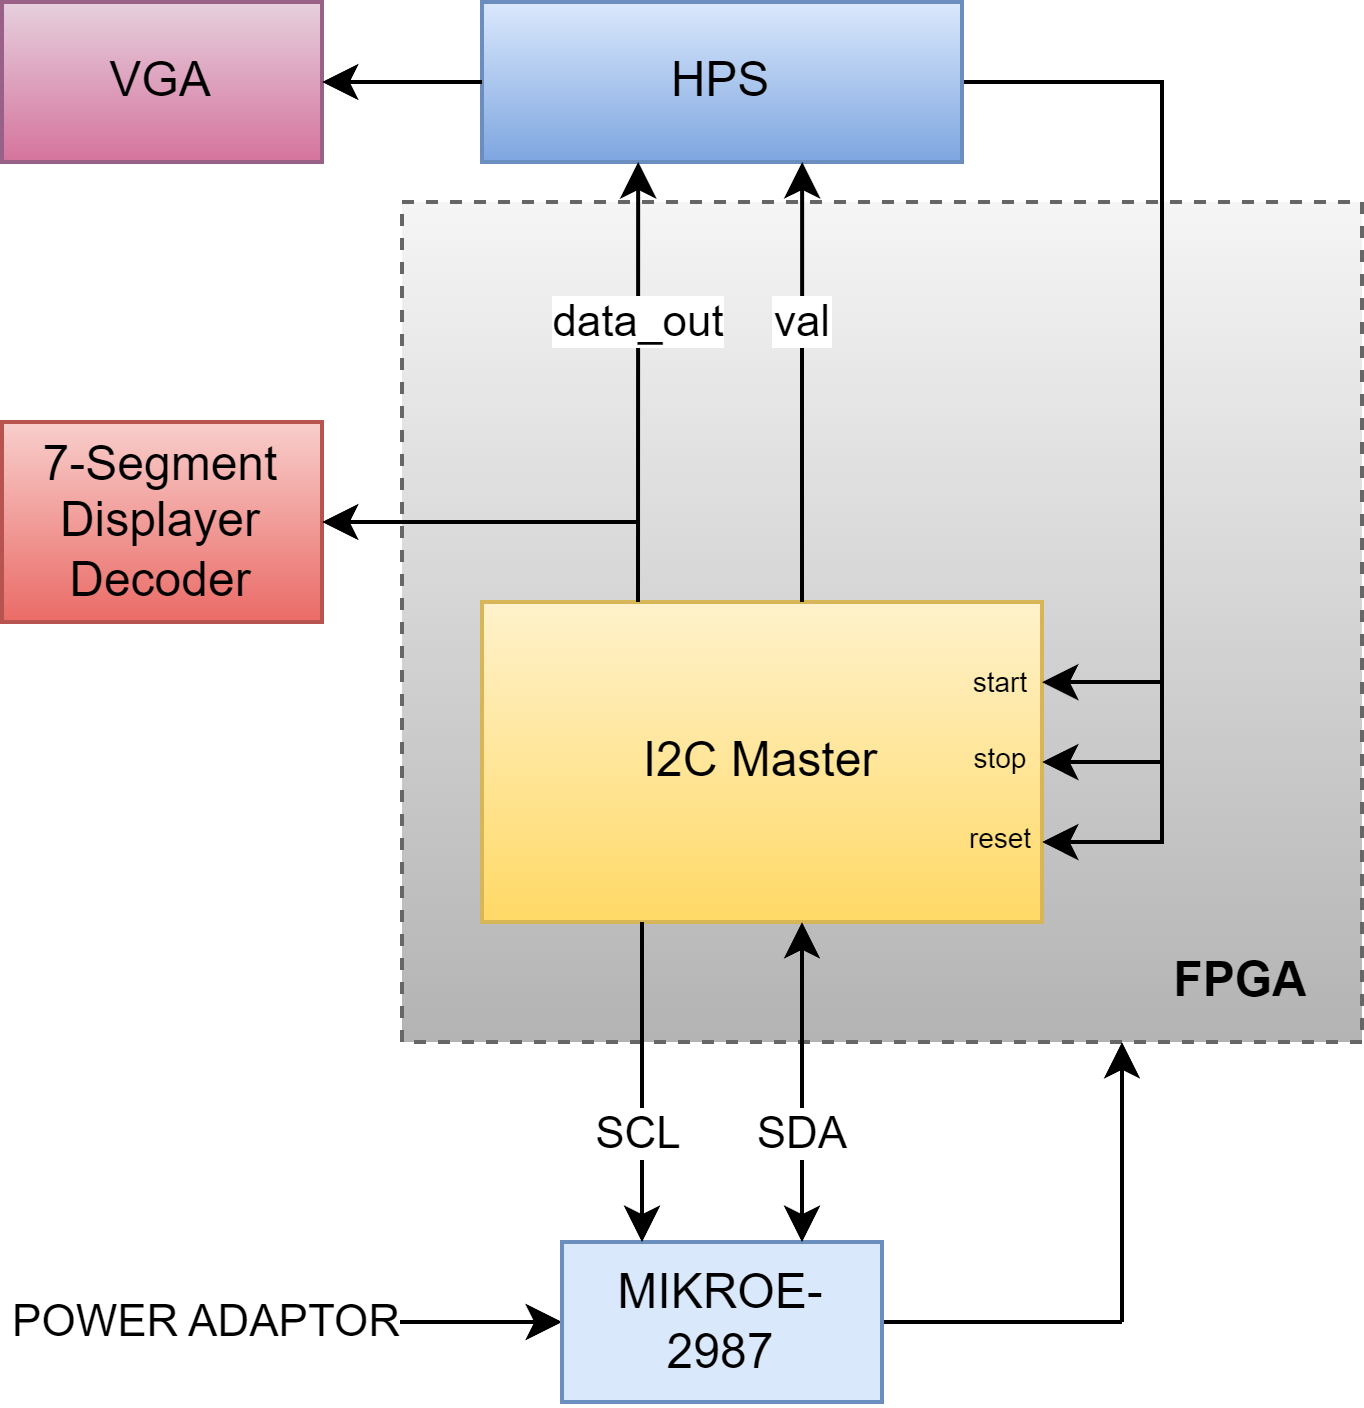 VGA
HPS
data_out
val
7-Segment
Displayer
Decoder
start
I2C Master
stop
reset
FPGA
SCL
SDA
MIKROE-
2987
POWER ADAPTOR